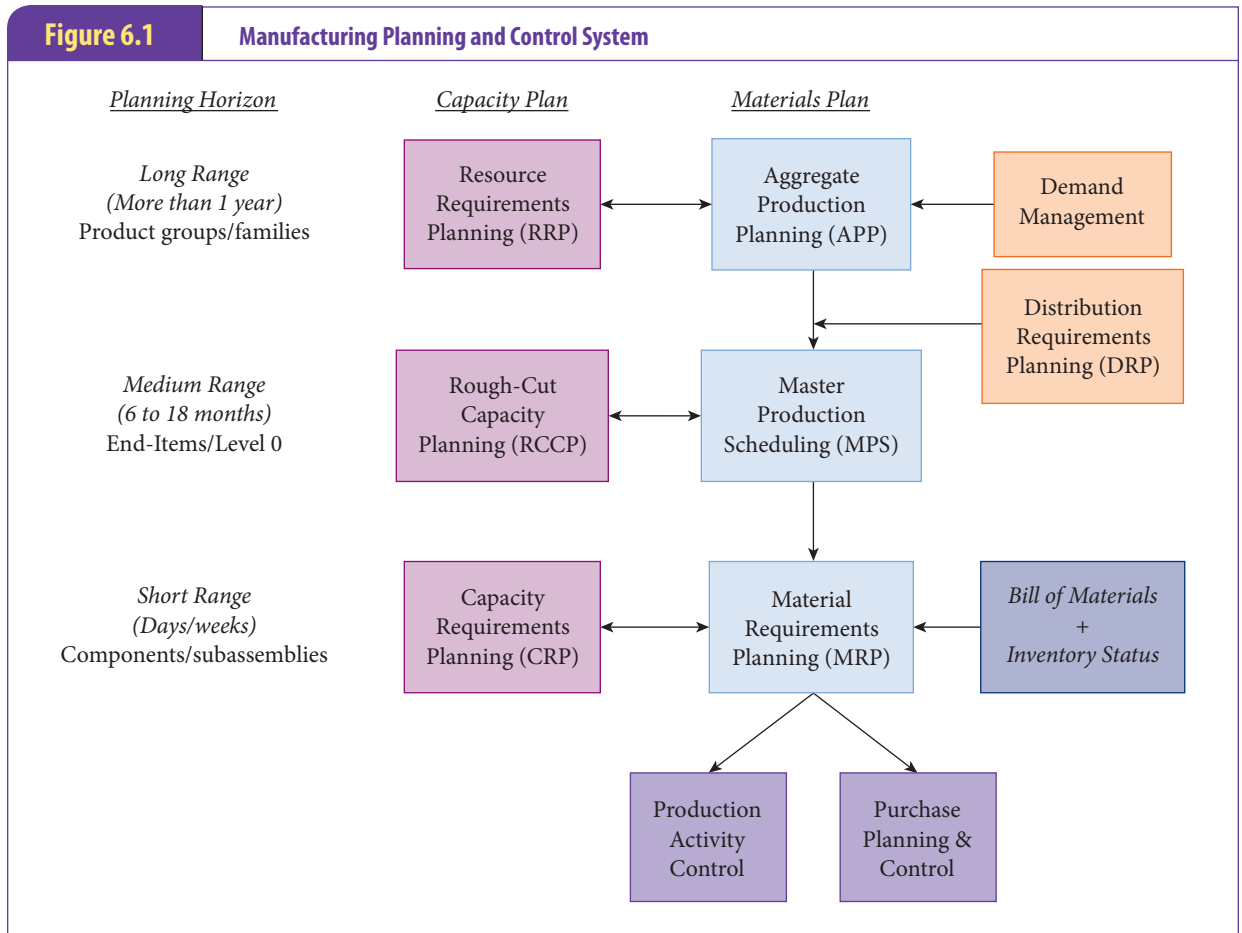 Figure 6.1
Manufacturing Planning and Control System
Planning Horizon
Capacity Plan
Materials Plan
Long Range
(More than 1 year)
Product groups/families
Resource
Requirements
Planning (RRP)
Aggregate
Production
Planning (APP)
Demand
Management
Distribution
Requirements
Planning (DRP)
Medium Range
(6 to 18 months)
End-Items/Level 0
Rough-Cut
Capacity
Planning (RCCP)
Master
Production
Scheduling (MPS)
Short Range
(Days/weeks)
Components/subassemblies
Capacity
Requirements
Planning (CRP)
Material
Requirements
Planning (MRP)
Bill of Materials
+
Inventory Status
Production
Activity
Control
Purchase
Planning &
Control